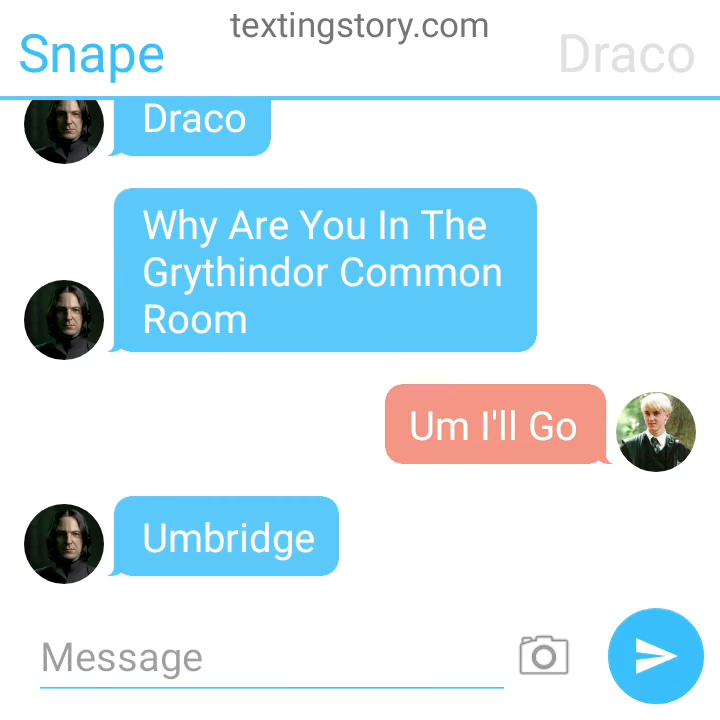 textingstory.com
Snape
Draco
Draco
Why Are You In The
Grythindor Common
Room
Um I'll Go
Umbridge
Message